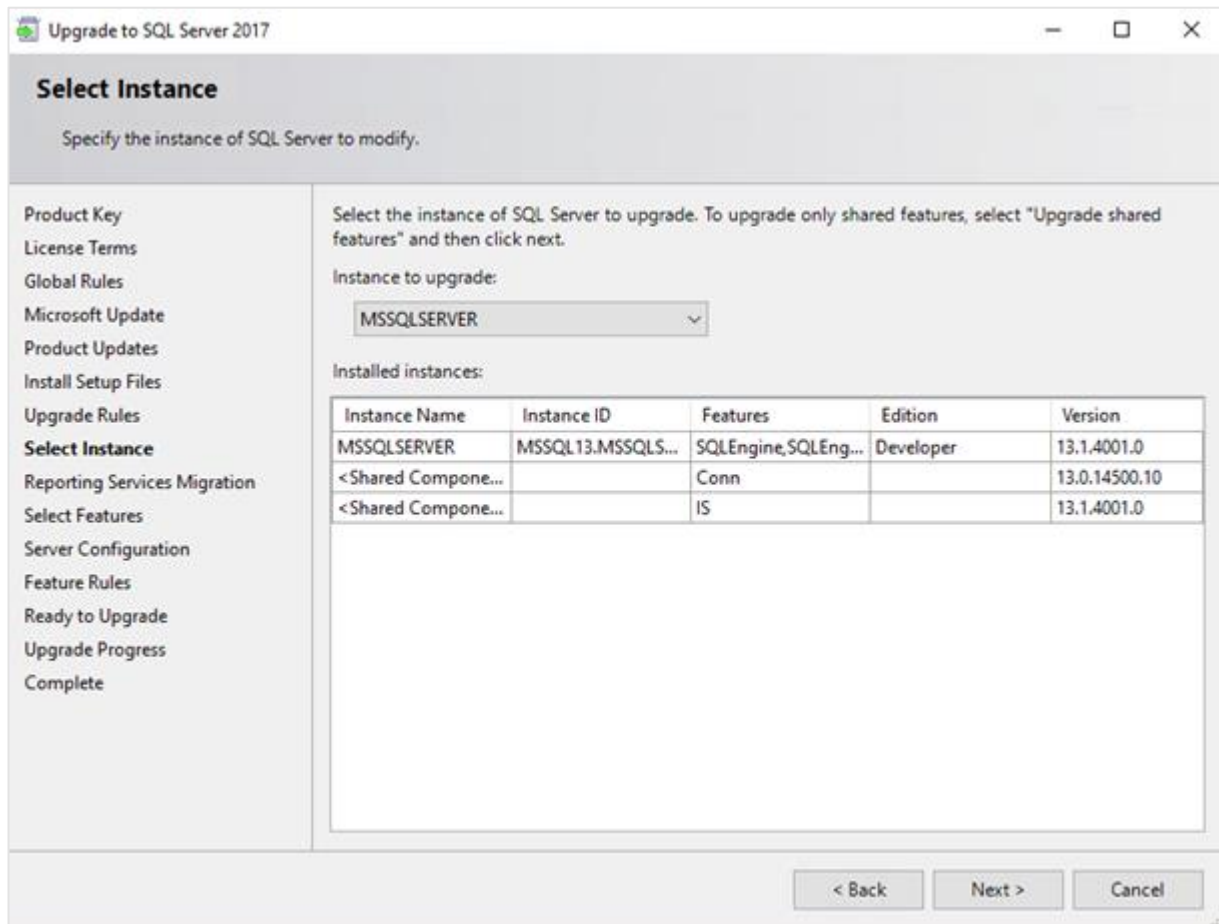 Upgrade to SQL Server 2017
Select Instance
Specify the instance of SQL Server to modify.
Product Key
License Terms
Global Rules
Microsoft Update
Product Updates
Install Setup Files
Upgrade Rules
Select Instance
Reporting Services Migration
Select Features
Server Configuration
Feature Rules
Ready to Upgrade
Upgrade Progress
Complete
Select the instance of SQL Server to upgrade. To upgrade only shared features, select "Upgrade shared
features" and then click next.
Instance to upgrade:
MSSQLSERVER
Installed instances:
Instance Name Instance ID Features Edition Version
MSSQLSERVER MSSQL13.MSSQLS... SQLEngine,SQLEng... Developer 13.1.4001.0
<Shared Compone... Conn 13.0.14500.10
<Shared Compone... IS 13.1.4001.0
< Back Next > Cancel